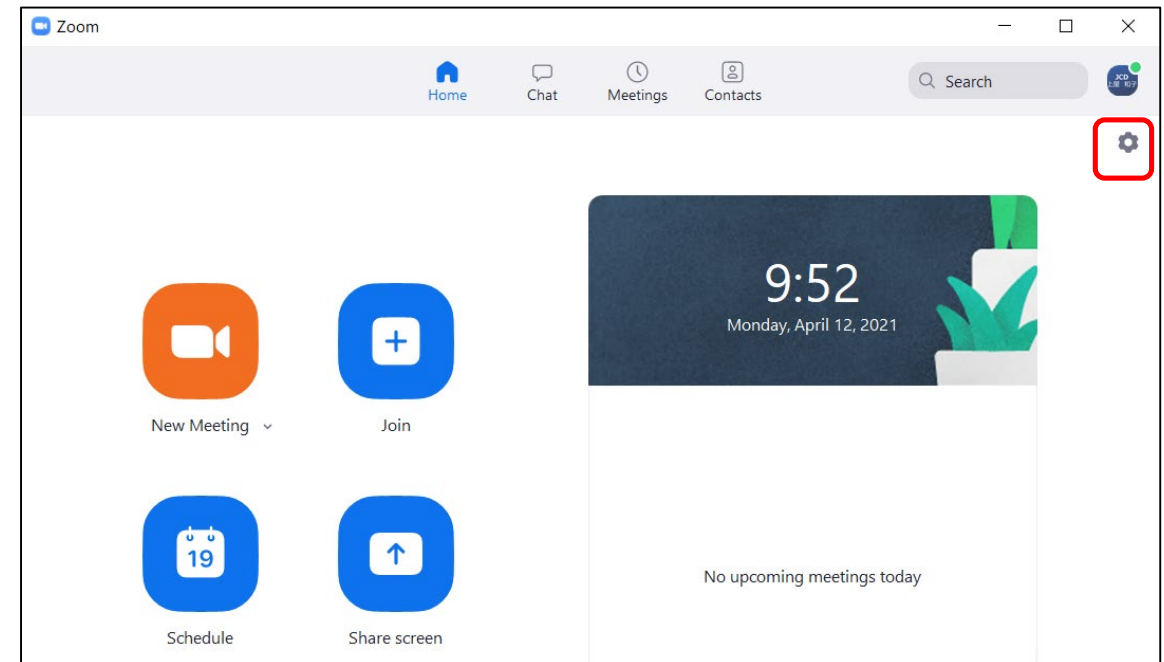 Zoom
Home
Chat
Meetings
Contacts
Search
JCD
9:52
Monday, April 12, 2021
New Meeting
Join
19
Schedule
Share screen
No upcoming meetings today